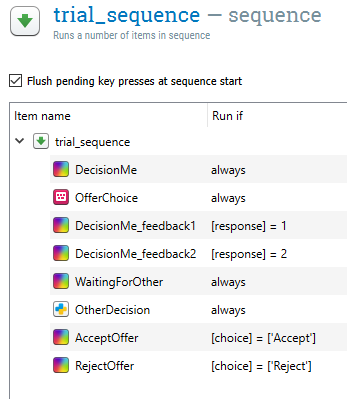 trial_sequence — sequence
Runs a number of items in sequence
Flush pending key presses at sequence start
Item name Run if
trial_sequence
DecisionMe always
OfferChoice always
DecisionMe_feedback1 [response] = 1
DecisionMe_feedback2 [response] = 2
WaitingForOther always
OtherDecision always
AcceptOffer [choice] = ['Accept']
RejectOffer [choice] = ['Reject']